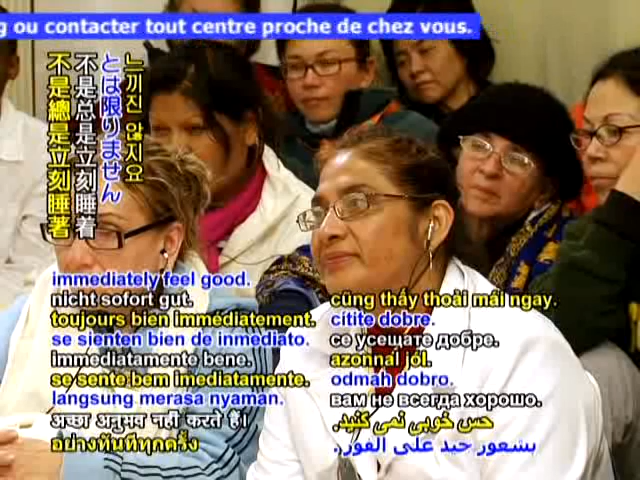 g ou contacter tout centre proche de chez vous.
느끼진 않지요
とは限りません
不是总是立刻睡着
不是總是立刻睡著
immediately feel good.
nicht sofort gut.
toujours bien immédiatement.
se sienten bien de inmediato.
immediatamente bene.
se sente bem imediatamente.
langsung merasa nyaman.
अच्छा अनुभव नहीं करते हैं।
อย่างทันทีทุกครั้ง
cũng thấy thoải mái ngay.
cítite dobre.
се усещате добре.
azonnal jól.
odmah dobro.
вам не всегда хорошо.
حس خوبی نمی کنید.
بشعور جيد على الفور.